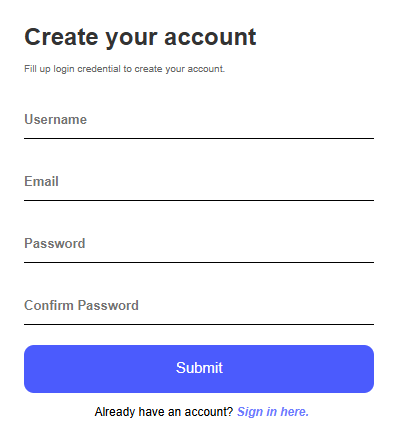 Create your account
Fill up login credential to create your account.
Username
Email
Password
Confirm Password
Submit
Already have an account? Sign in here.